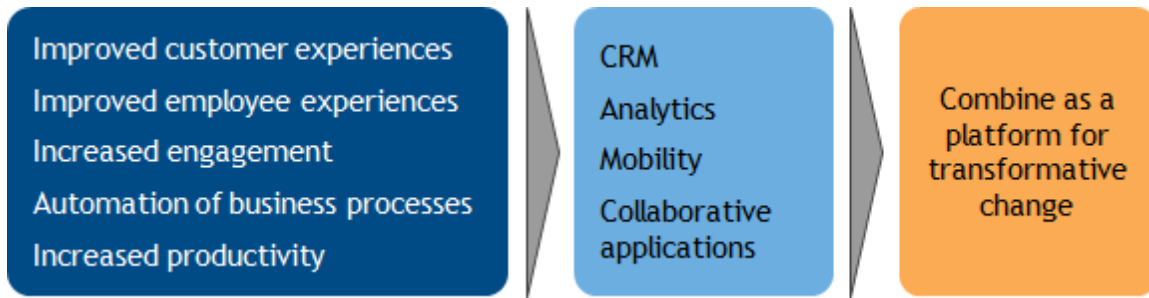 Improved customer experiences
Improved employee experiences
Increased engagement
Automation of business processes
Increased productivity
CRM
Analytics
Mobility
Collaborative
applications
Combine as a
platform for
transformative
change